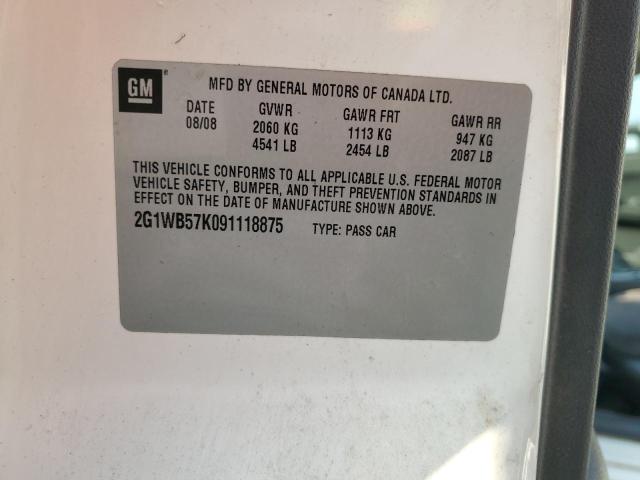 GM
MFD BY GENERAL MOTORS OF CANADA LTD.
DATE GVWR GAWR FRT GAWR RR
08/08 2060 KG 1113 KG 947 KG
4541 LB 2454 LB 2087 LB
THIS VEHICLE CONFORMS TO ALL APPLICABLE U.S. FEDERAL MOTOR
VEHICLE SAFETY, BUMPER, AND THEFT PREVENTION STANDARDS IN
EFFECT ON THE DATE OF MANUFACTURE SHOWN ABOVE.
2G1WB57K091118875 TYPE: PASS CAR